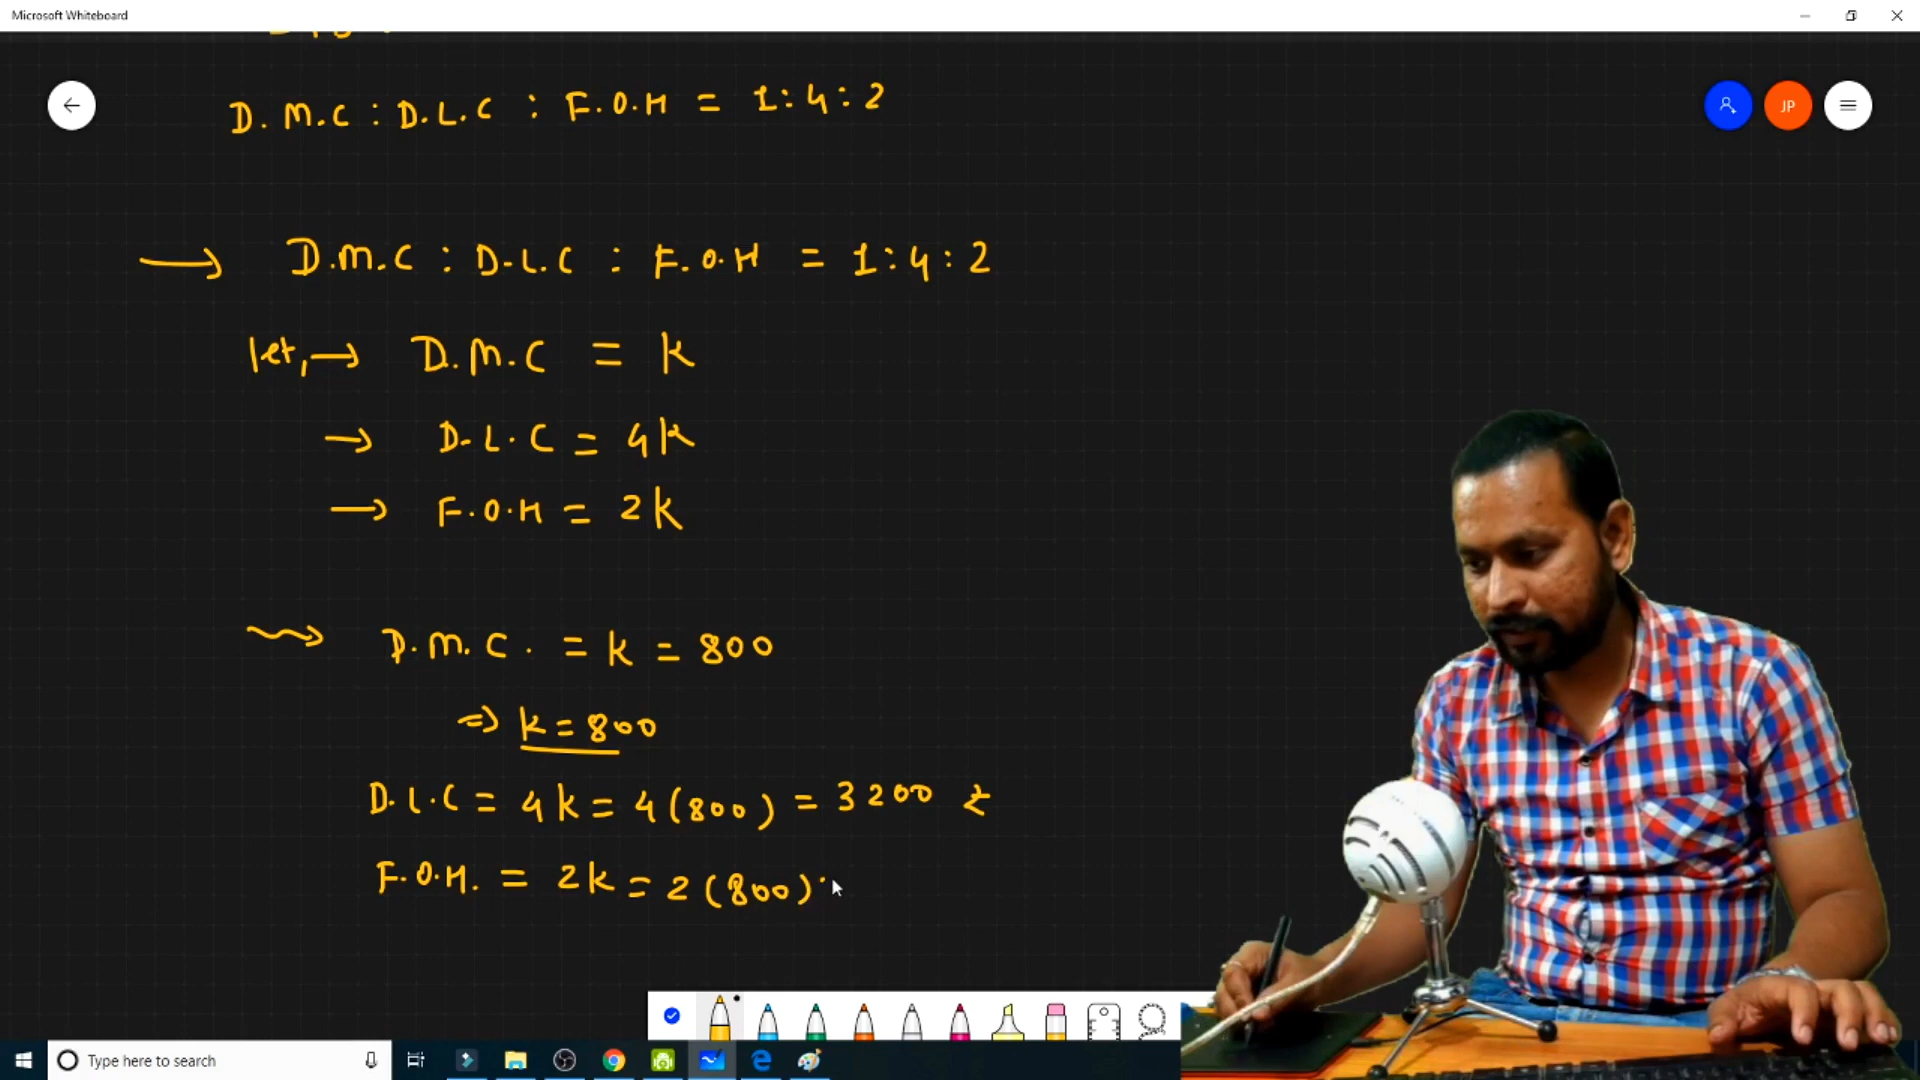 Microsoft Whiteboard
D.M.C : D.L.C : F.O.H = 1:4:2
JP
→ D.M.C : D.L.C : F.O.H = 1:4:2
let, → D.M.C = k
→ D.L.C = 4k
→ F.O.H = 2k
D.M.C. = k = 800
⇒ k = 800
D.L.C = 4k = 4(800) = 3200 ₹
F.O.H. = 2k = 2(800)
Type here to search